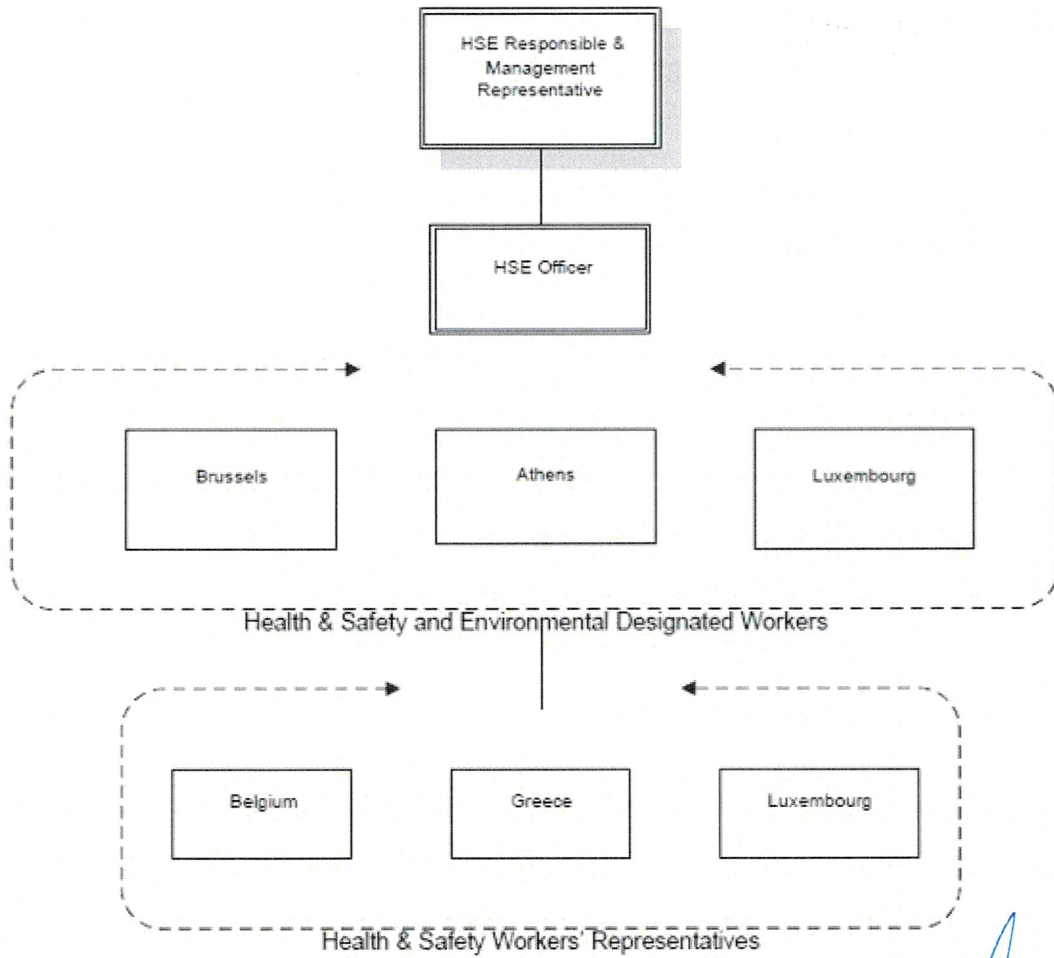 HSE Responsible &
Management
Representative
HSE Officer
Brussels
Athens
Luxembourg
Health & Safety and Environmental Designated Workers
Belgium
Greece
Luxembourg
Health & Safety Workers' Representatives